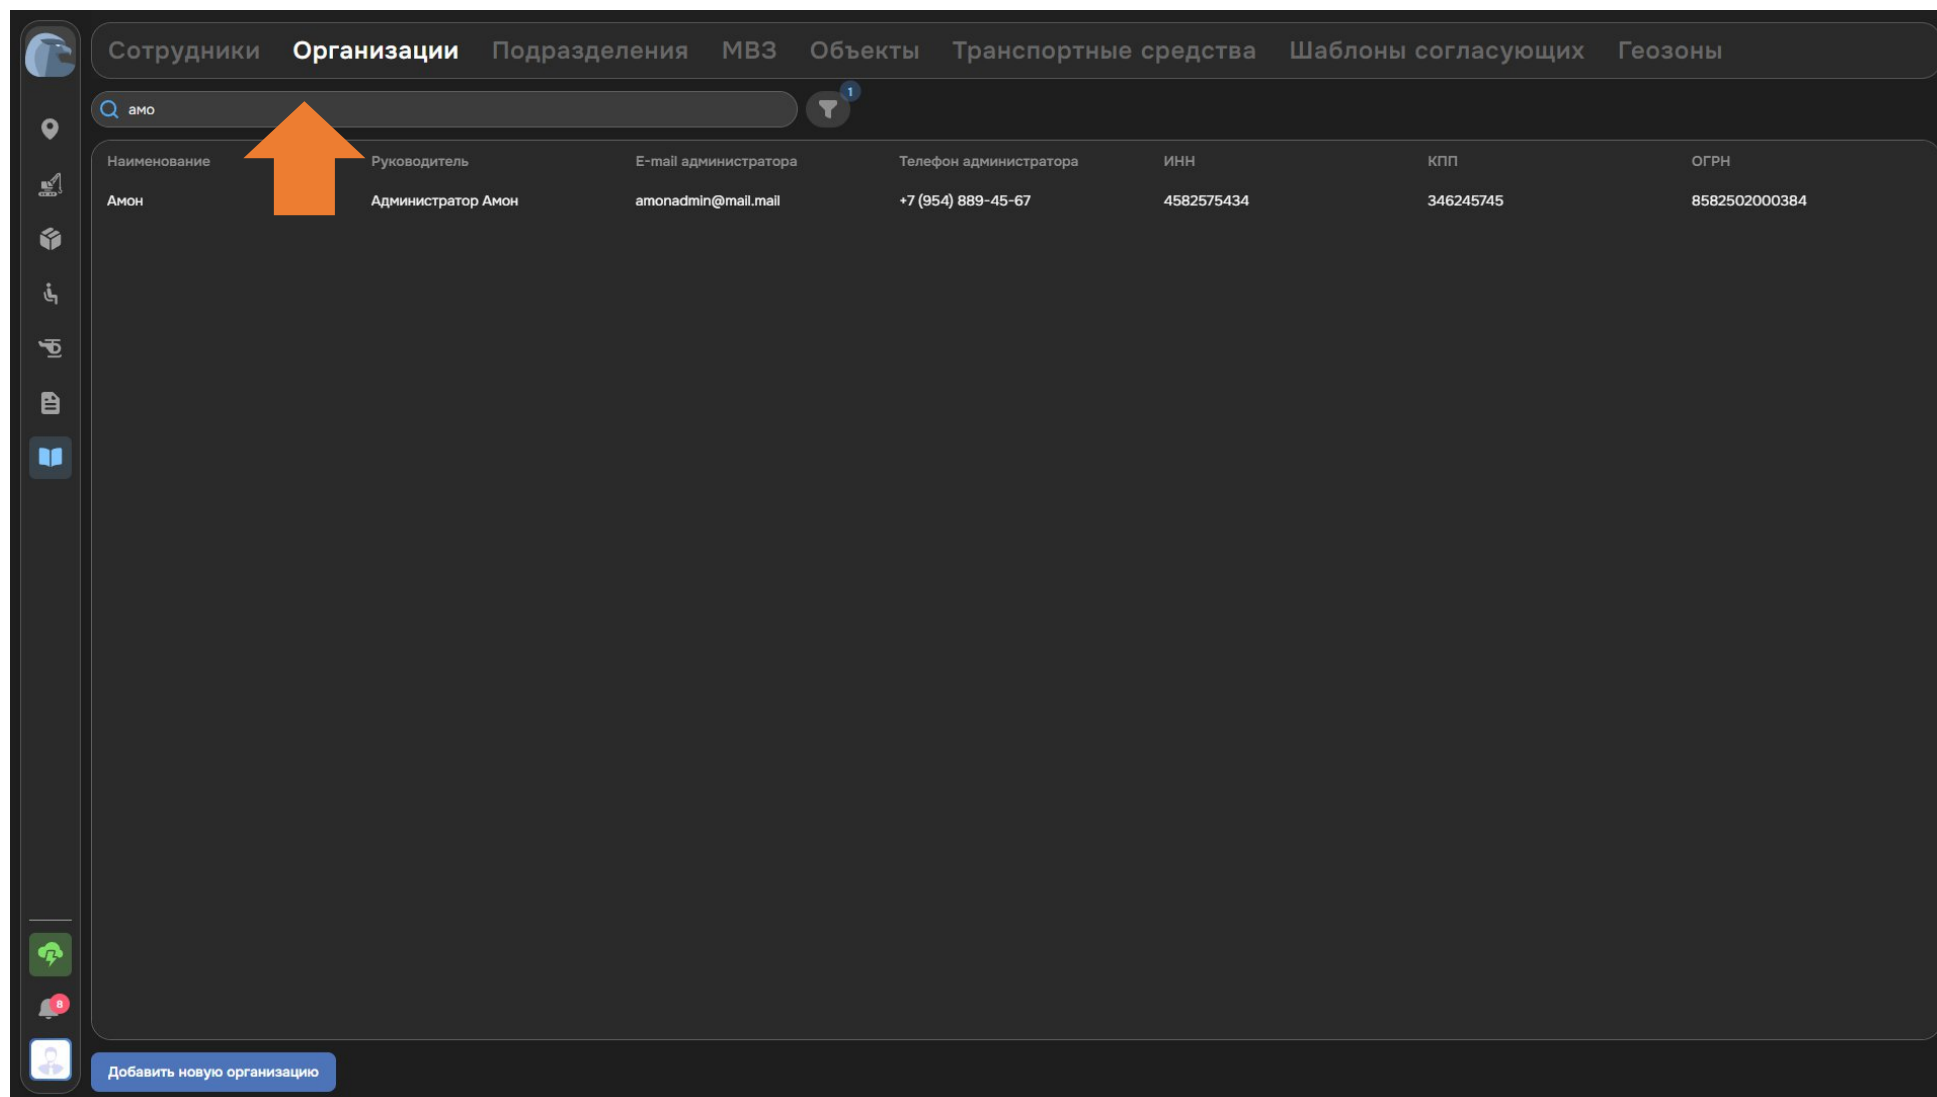 Сотрудники Организации Подразделения МВЗ Объекты Транспортные средства Шаблоны согласующих Геозоны
амо
1
Наименование Руководитель E-mail администратора Телефон администратора ИНН КПП ОГРН
Амон Администратор Амон amonadmin@mail.mail +7 (954) 889-45-67 4582575434 346245745 8582502000384
8
Добавить новую организацию